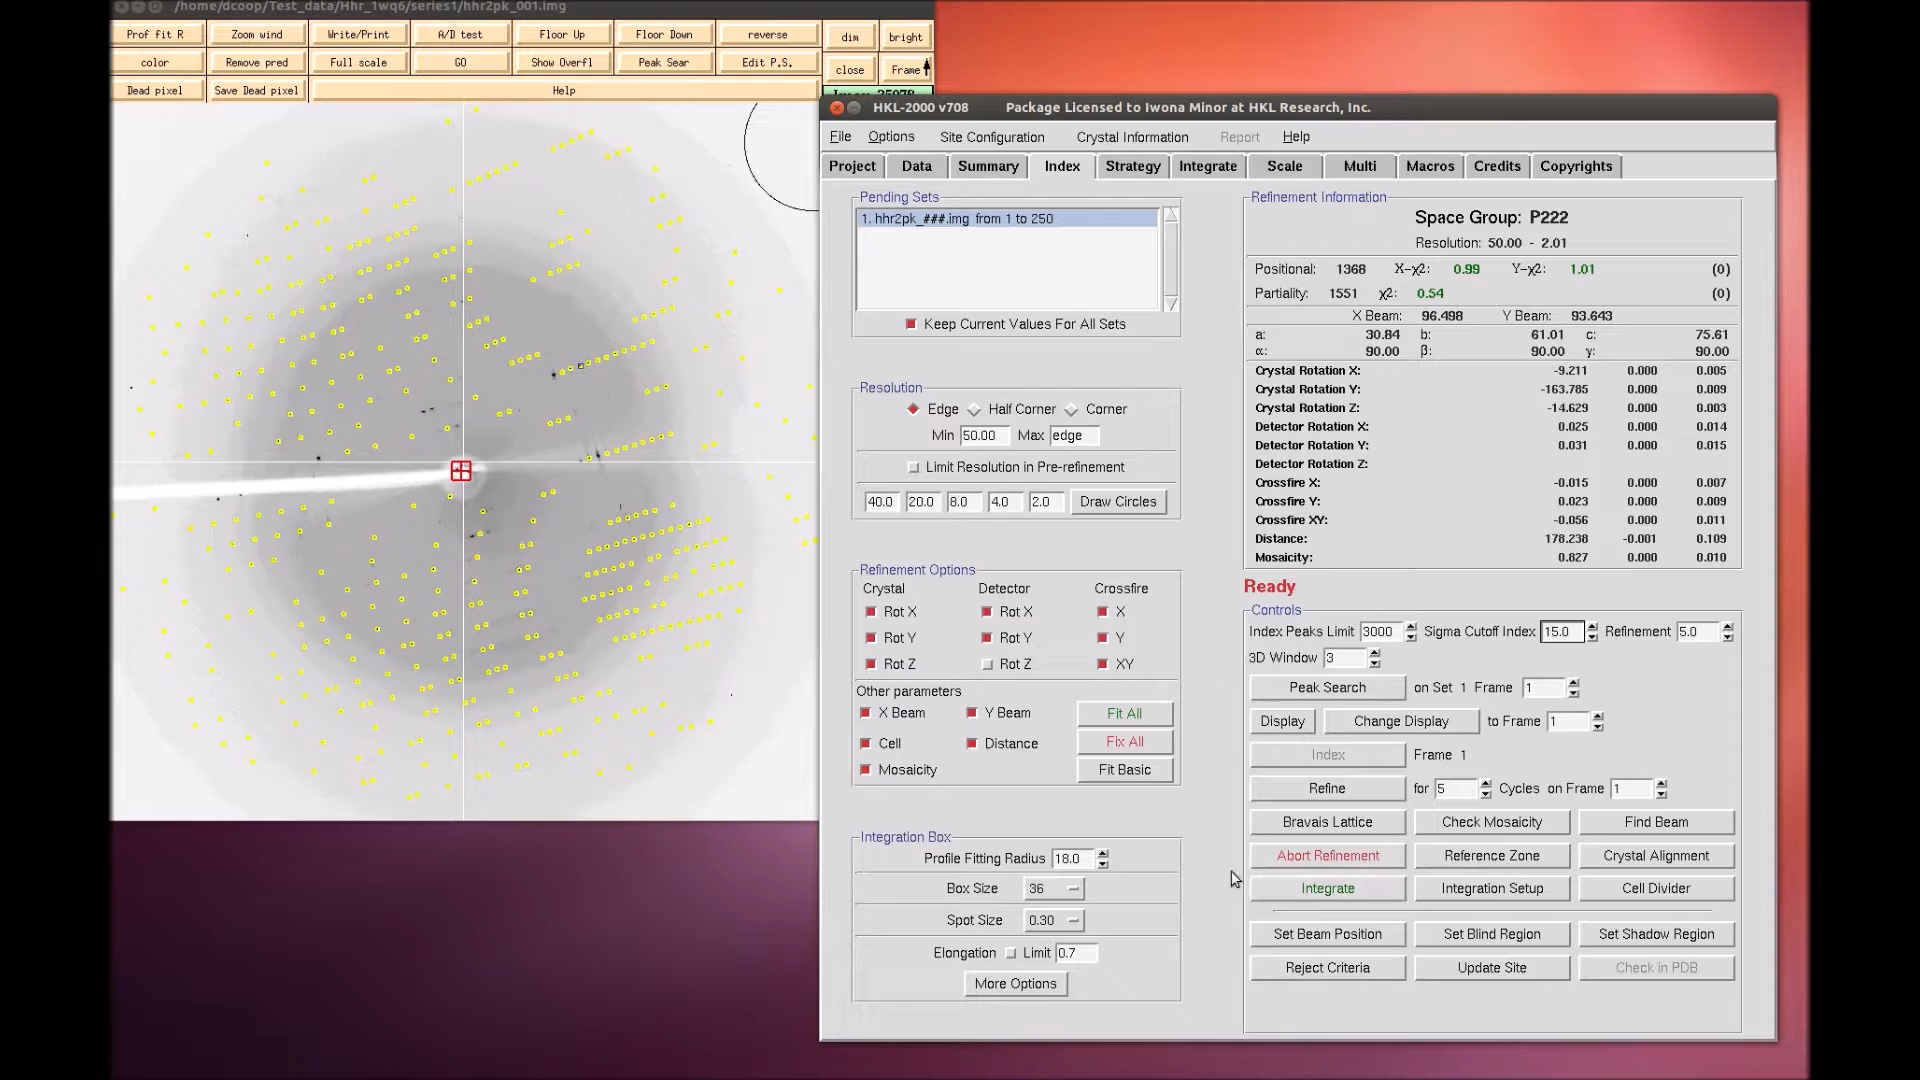 /home/dcoop/Test_data/Hhr_1wq6/series1/hhr2pk_001.img
Prof fit R Zoom wind Write/Print A/D test Floor Up Floor Down reverse dim bright
color Remove pred Full scale GO Show Overfl Peak Sear Edit P.S. close Frame
Dead pixel Save Dead pixel Help
HKL-2000 v708 Package Licensed to Iwona Minor at HKL Research, Inc.
File Options Site Configuration Crystal Information Report Help
Project Data Summary Index Strategy Integrate Scale Multi Macros Credits Copyrights
Pending Sets
1. hhr2pk_###.img from 1 to 250
Keep Current Values For All Sets
Resolution
Edge Half Corner Corner
Min 50.00 Max edge
Limit Resolution in Pre-refinement
40.0 20.0 8.0 4.0 2.0 Draw Circles
Refinement Options
Crystal Detector Crossfire
Rot X Rot X X
Rot Y Rot Y Y
Rot Z Rot Z XY
Other parameters
X Beam Y Beam Fit All
Cell Distance Fix All
Mosaicity Fit Basic
Integration Box
Profile Fitting Radius 18.0
Box Size 36
Spot Size 0.30
Elongation Limit 0.7
More Options
Refinement Information
Space Group: P222
Resolution: 50.00 - 2.01
Positional: 1368 X-χ2: 0.99 Y-χ2: 1.01 (0)
Partiality: 1551 χ2: 0.54 (0)
X Beam: 96.498 Y Beam: 93.643
a: 30.84 b: 61.01 c: 75.61
α: 90.00 β: 90.00 γ: 90.00
Crystal Rotation X: -9.211 0.000 0.005
Crystal Rotation Y: -163.785 0.000 0.009
Crystal Rotation Z: -14.629 0.000 0.003
Detector Rotation X: 0.025 0.000 0.014
Detector Rotation Y: 0.031 0.000 0.015
Detector Rotation Z:
Crossfire X: -0.015 0.000 0.007
Crossfire Y: 0.023 0.000 0.009
Crossfire XY: -0.056 0.000 0.011
Distance: 178.238 -0.001 0.109
Mosaicity: 0.827 0.000 0.010
Ready
Controls
Index Peaks Limit 3000 Sigma Cutoff Index 15.0 Refinement 5.0
3D Window 3
Peak Search on Set 1 Frame 1
Display Change Display to Frame 1
Index Frame 1
Refine for 5 Cycles on Frame 1
Bravais Lattice Check Mosaicity Find Beam
Abort Refinement Reference Zone Crystal Alignment
Integrate Integration Setup Cell Divider
Set Beam Position Set Blind Region Set Shadow Region
Reject Criteria Update Site Check in PDB